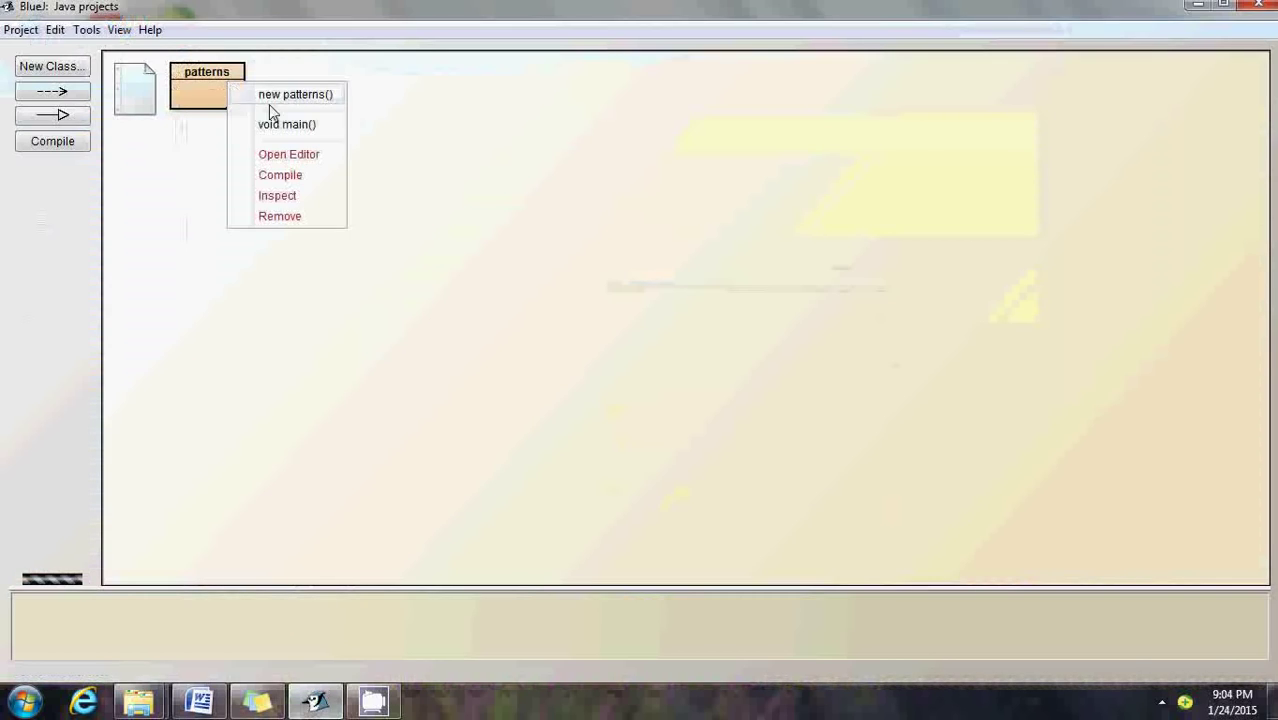 BlueJ: Java projects
Project Edit Tools View Help
New Class...
Compile
patterns
new patterns()
void main()
Open Editor
Compile
Inspect
Remove
9:04 PM
1/24/2015